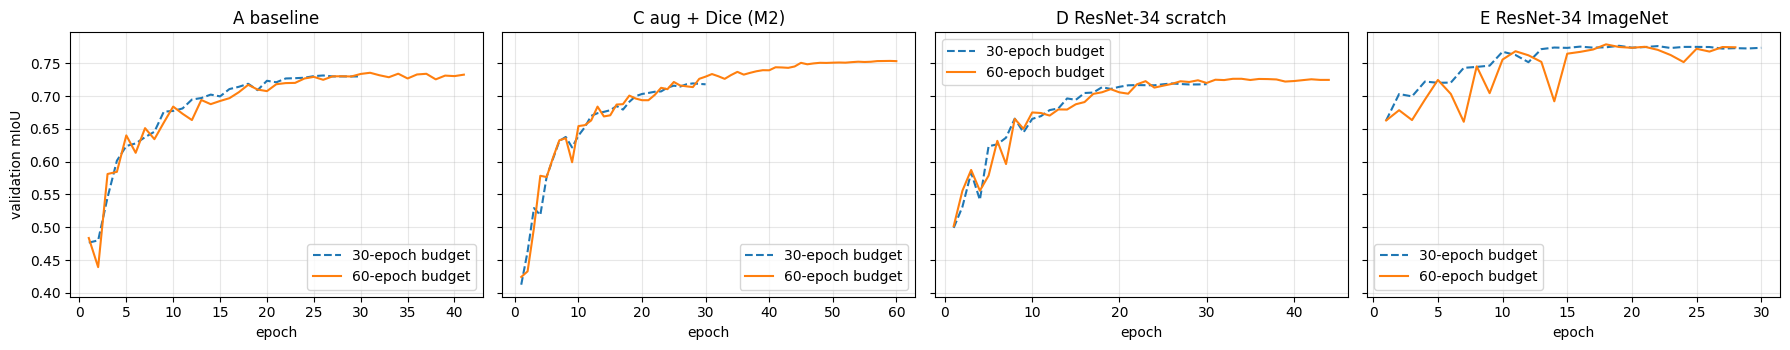 A baseline
validation mIoU
0.75
0.70
0.65
0.60
0.55
0.50
0.45
0.40
30-epoch budget
60-epoch budget
0 5 10 15 20 25 30 35 40
epoch
C aug + Dice (M2)
30-epoch budget
60-epoch budget
0 10 20 30 40 50 60
epoch
D ResNet-34 scratch
30-epoch budget
60-epoch budget
0 10 20 30 40
epoch
E ResNet-34 ImageNet
30-epoch budget
60-epoch budget
0 5 10 15 20 25 30
epoch